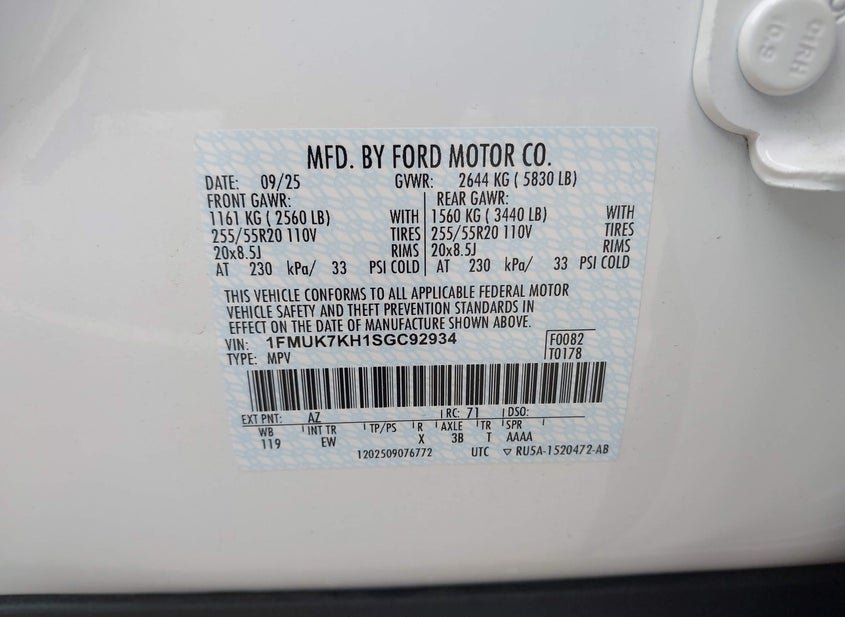 MFD. BY FORD MOTOR CO.
DATE: 09/25 GVWR: 2644 KG ( 5830 LB)
FRONT GAWR: REAR GAWR:
1161 KG ( 2560 LB) WITH 1560 KG ( 3440 LB) WITH
255/55R20 110V TIRES 255/55R20 110V TIRES
20x8.5J RIMS 20x8.5J RIMS
AT 230 kPa/ 33 PSI COLD AT 230 kPa/ 33 PSI COLD
THIS VEHICLE CONFORMS TO ALL APPLICABLE FEDERAL MOTOR
VEHICLE SAFETY AND THEFT PREVENTION STANDARDS IN
EFFECT ON THE DATE OF MANUFACTURE SHOWN ABOVE.
VIN: 1FMUK7KH1SGC92934 F0082
TYPE: MPV T0178
EXT PNT: AZ RC: 71 DSO:
WB INT TR TP/PS R AXLE TR SPR
119 EW X 3B T AAAA
1202509076772 UTC ▽ RU5A-1520472-AB
10.9